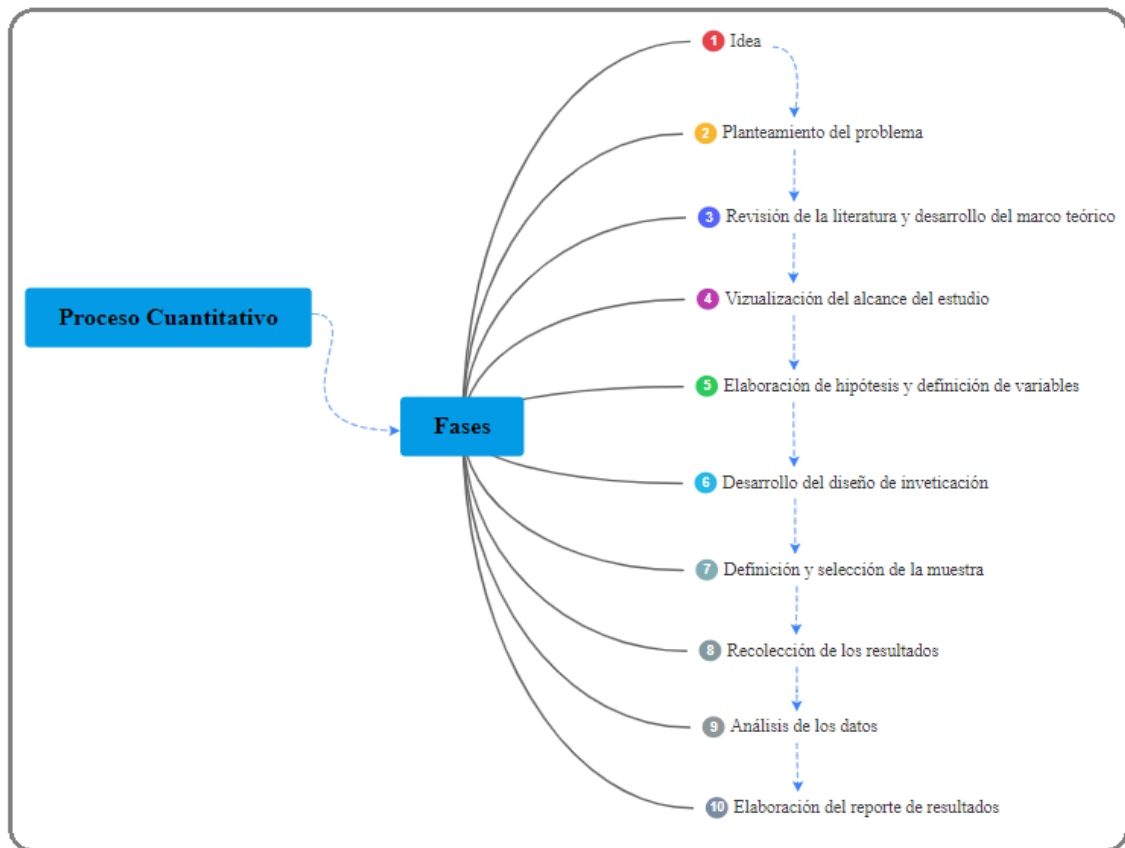 Proceso Cuantitativo
Fases
1 Idea
2 Planteamiento del problema
3 Revisión de la literatura y desarrollo del marco teórico
4 Vizualización del alcance del estudio
5 Elaboración de hipótesis y definición de variables
6 Desarrollo del diseño de inveticación
7 Definición y selección de la muestra
8 Recolección de los resultados
9 Análisis de los datos
10 Elaboración del reporte de resultados